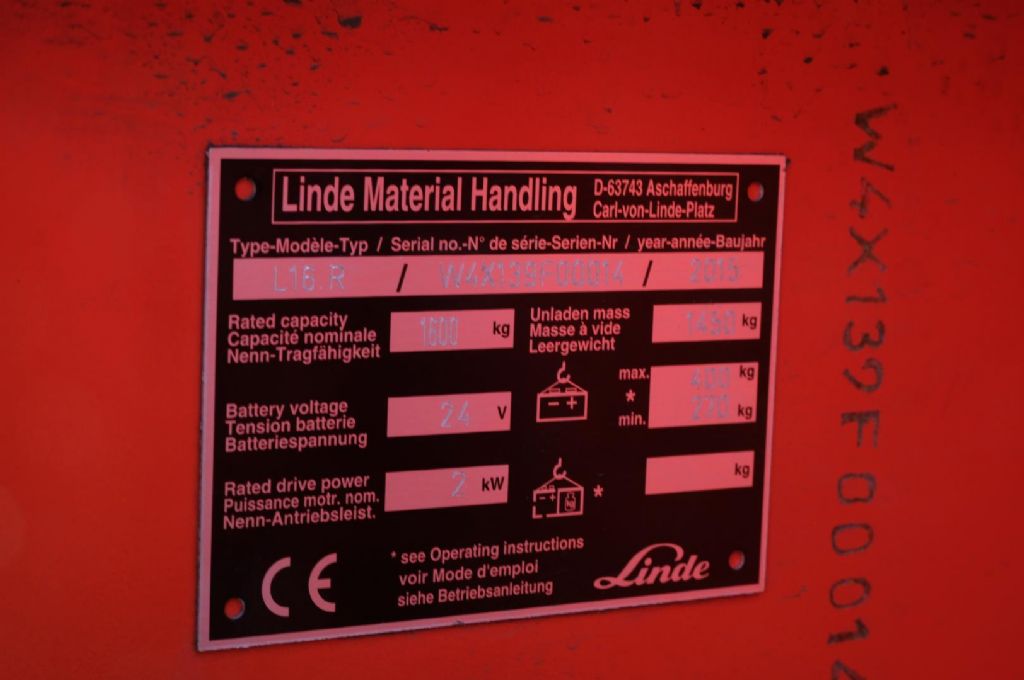 Linde Material Handling
D-63743 Aschaffenburg
Carl-von-Linde-Platz
Type-Modèle-Typ / Serial no.-N° de série-Serien-Nr / year-année-Baujahr
L16.R / W4X139F00014 / 2015
Rated capacity
Capacité nominale
Nenn-Tragfähigkeit
1600 kg
Unladen mass
Masse à vide
Leergewicht
1450 kg
Battery voltage
Tension batterie
Batteriespannung
24 V
- +
max. 400 kg
*
min. 270 kg
Rated drive power
Puissance motr. nom.
Nenn-Antriebsleist.
2 kW
- + kg
*
kg
CE
* see Operating instructions
voir Mode d'emploi
siehe Betriebsanleitung
Linde
W4X139F00014